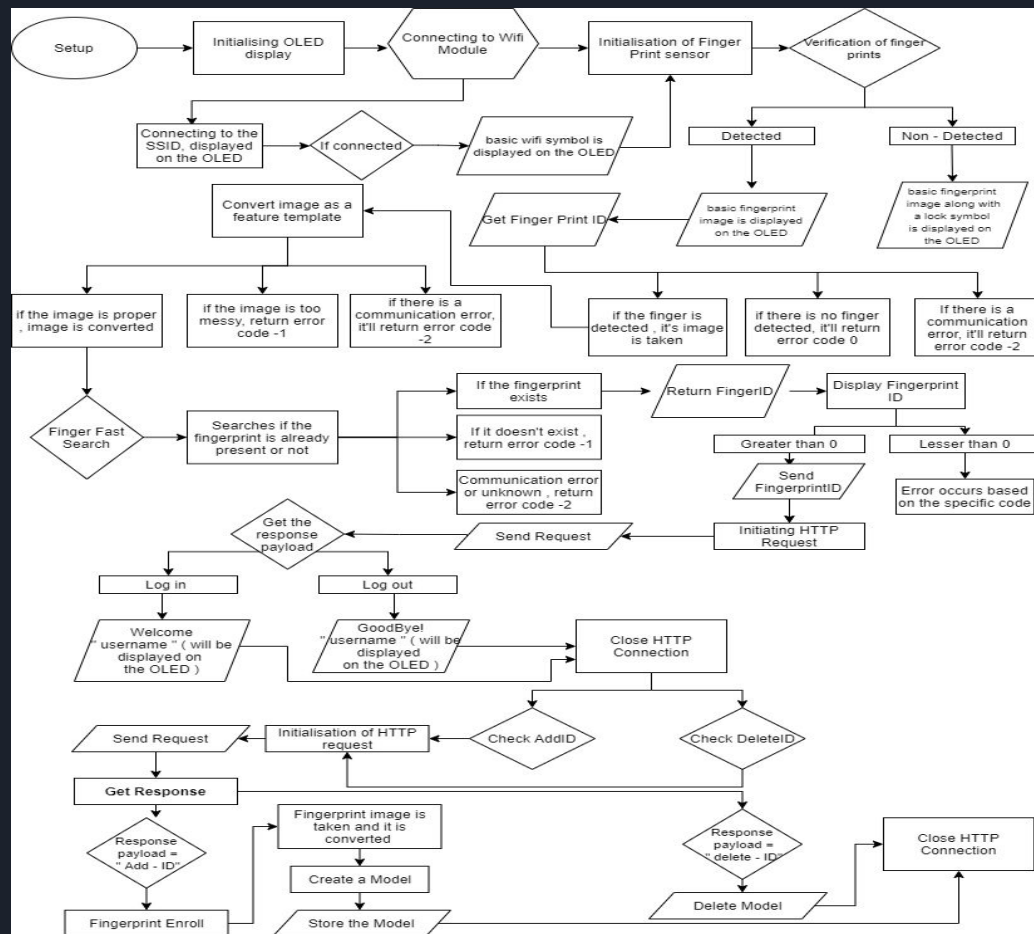 Setup
Initialising OLED
display
Connecting to Wifi
Module
Initialisation of Finger
Print sensor
Verification of finger
prints
Connecting to the
SSID, displayed
on the OLED
If connected
basic wifi symbol is
displayed on the OLED
Detected
Non - Detected
Convert image as a
feature template
Get Finger Print ID
basic fingerprint
image is displayed
on the OLED
basic fingerprint
image along with
a lock symbol
is displayed on
the OLED
if the image is proper
, image is converted
if the image is too
messy, return error
code -1
if there is a
communication error,
it'll return error code
-2
if the finger is
detected , it's image
is taken
if there is no finger
detected, it'll return
error code 0
If there is a
communication
error, it'll return
error code -2
Finger Fast
Search
Searches if the
fingerprint is already
present or not
If the fingerprint
exists
If it doesn't exist ,
return error code -1
Communication error
or unknown , return
error code -2
Return FingerID
Display Fingerprint
ID
Greater than 0
Lesser than 0
Send
FingerprintID
Error occurs based
on the specific code
Get the
response
payload
Send Request
Initiating HTTP
Request
Log in
Log out
Welcome
" username " ( will be
displayed on
the OLED )
GoodBye!
" username " ( will be
displayed
on the OLED )
Close HTTP
Connection
Send Request
Initialisation of HTTP
request
Check AddID
Check DeleteID
Get Response
Response
payload =
" Add - ID"
Fingerprint image is
taken and it is
converted
Response
payload =
" delete - ID"
Close HTTP
Connection
Create a Model
Delete Model
Fingerprint Enroll
Store the Model